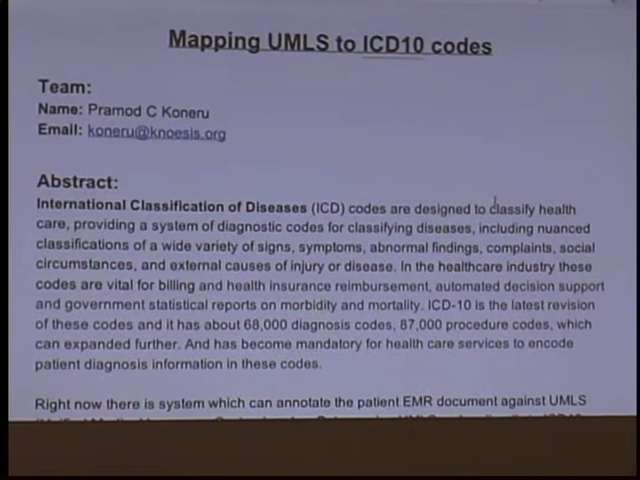 Mapping UMLS to ICD10 codes
Team:
Name: Pramod C Koneru
Email: koneru@knoesis.org
Abstract:
International Classification of Diseases (ICD) codes are designed to classify health
care, providing a system of diagnostic codes for classifying diseases, including nuanced
classifications of a wide variety of signs, symptoms, abnormal findings, complaints, social
circumstances, and external causes of injury or disease. In the healthcare industry these
codes are vital for billing and health insurance reimbursement, automated decision support
and government statistical reports on morbidity and mortality. ICD-10 is the latest revision
of these codes and it has about 68,000 diagnosis codes, 87,000 procedure codes, which
can expanded further. And has become mandatory for health care services to encode
patient diagnosis information in these codes.
Right now there is system which can annotate the patient EMR document against UMLS